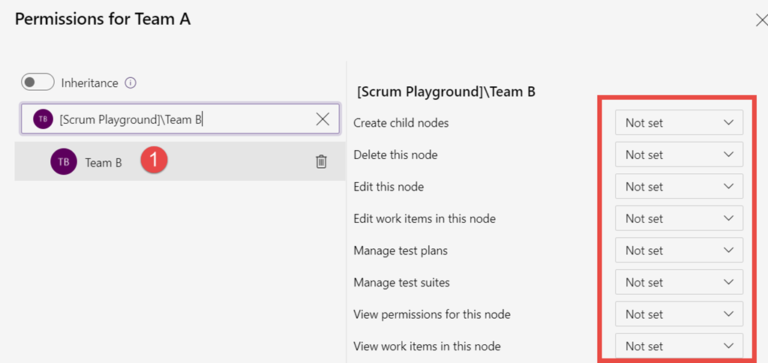 Permissions for Team A
Inheritance
TB [Scrum Playground]\Team B
TB Team B 1
[Scrum Playground]\Team B
Create child nodes Not set
Delete this node Not set
Edit this node Not set
Edit work items in this node Not set
Manage test plans Not set
Manage test suites Not set
View permissions for this node Not set
View work items in this node Not set